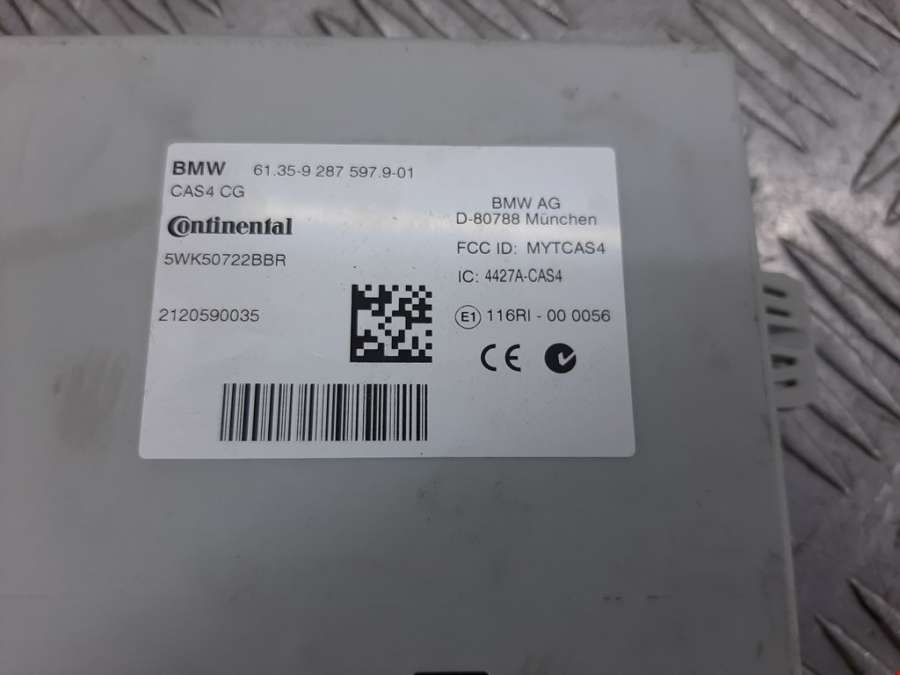 BMW 61.35-9 287 597.9-01
CAS4 CG
Continental
5WK50722BBR
2120590035
BMW AG
D-80788 München
FCC ID: MYTCAS4
IC: 4427A-CAS4
E1 116RI - 00 0056
CE